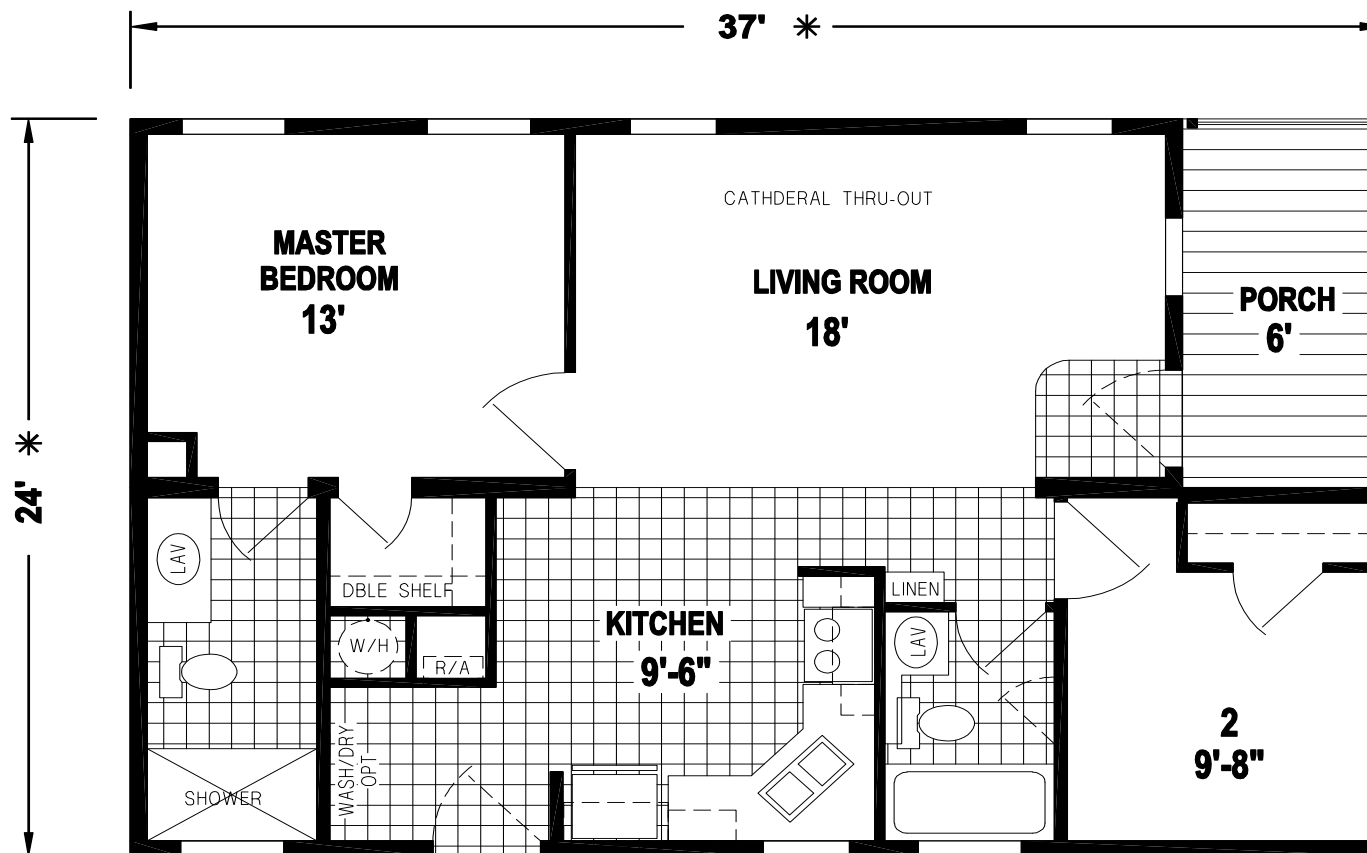 37' ✳
CATHDERAL THRU-OUT
MASTER
BEDROOM
13'
LIVING ROOM
18'
PORCH
6'
24' ✳
LAV
DBLE SHELF
LINEN
KITCHEN
9'-6"
LAV
W/H
R/A
2
9'-8"
WASH/DRY
OPT
SHOWER